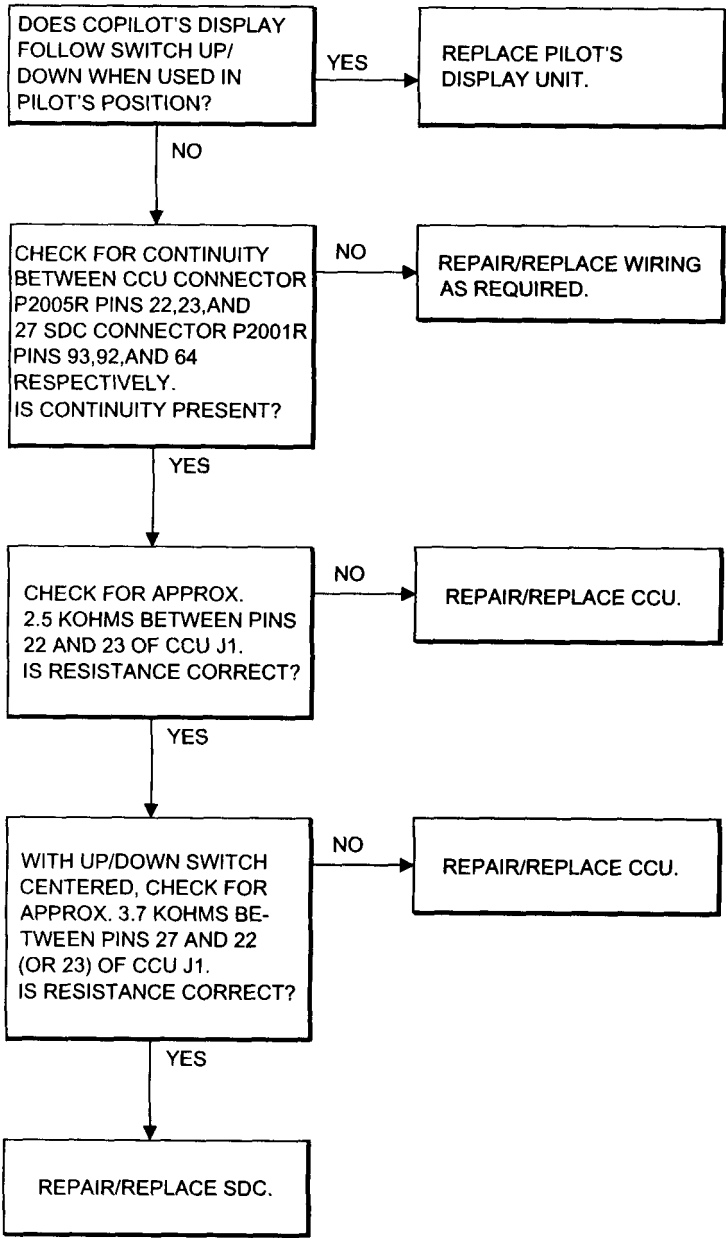 DOES COPILOT'S DISPLAY
FOLLOW SWITCH UP/
DOWN WHEN USED IN
PILOT'S POSITION?
YES
REPLACE PILOT'S
DISPLAY UNIT.
NO
CHECK FOR CONTINUITY
BETWEEN CCU CONNECTOR
P2005R PINS 22,23,AND
27 SDC CONNECTOR P2001R
PINS 93,92,AND 64
RESPECTIVELY.
IS CONTINUITY PRESENT?
NO
REPAIR/REPLACE WIRING
AS REQUIRED.
YES
CHECK FOR APPROX.
2.5 KOHMS BETWEEN PINS
22 AND 23 OF CCU J1.
IS RESISTANCE CORRECT?
NO
REPAIR/REPLACE CCU.
YES
WITH UP/DOWN SWITCH
CENTERED, CHECK FOR
APPROX. 3.7 KOHMS BE-
TWEEN PINS 27 AND 22
(OR 23) OF CCU J1.
IS RESISTANCE CORRECT?
NO
REPAIR/REPLACE CCU.
YES
REPAIR/REPLACE SDC.